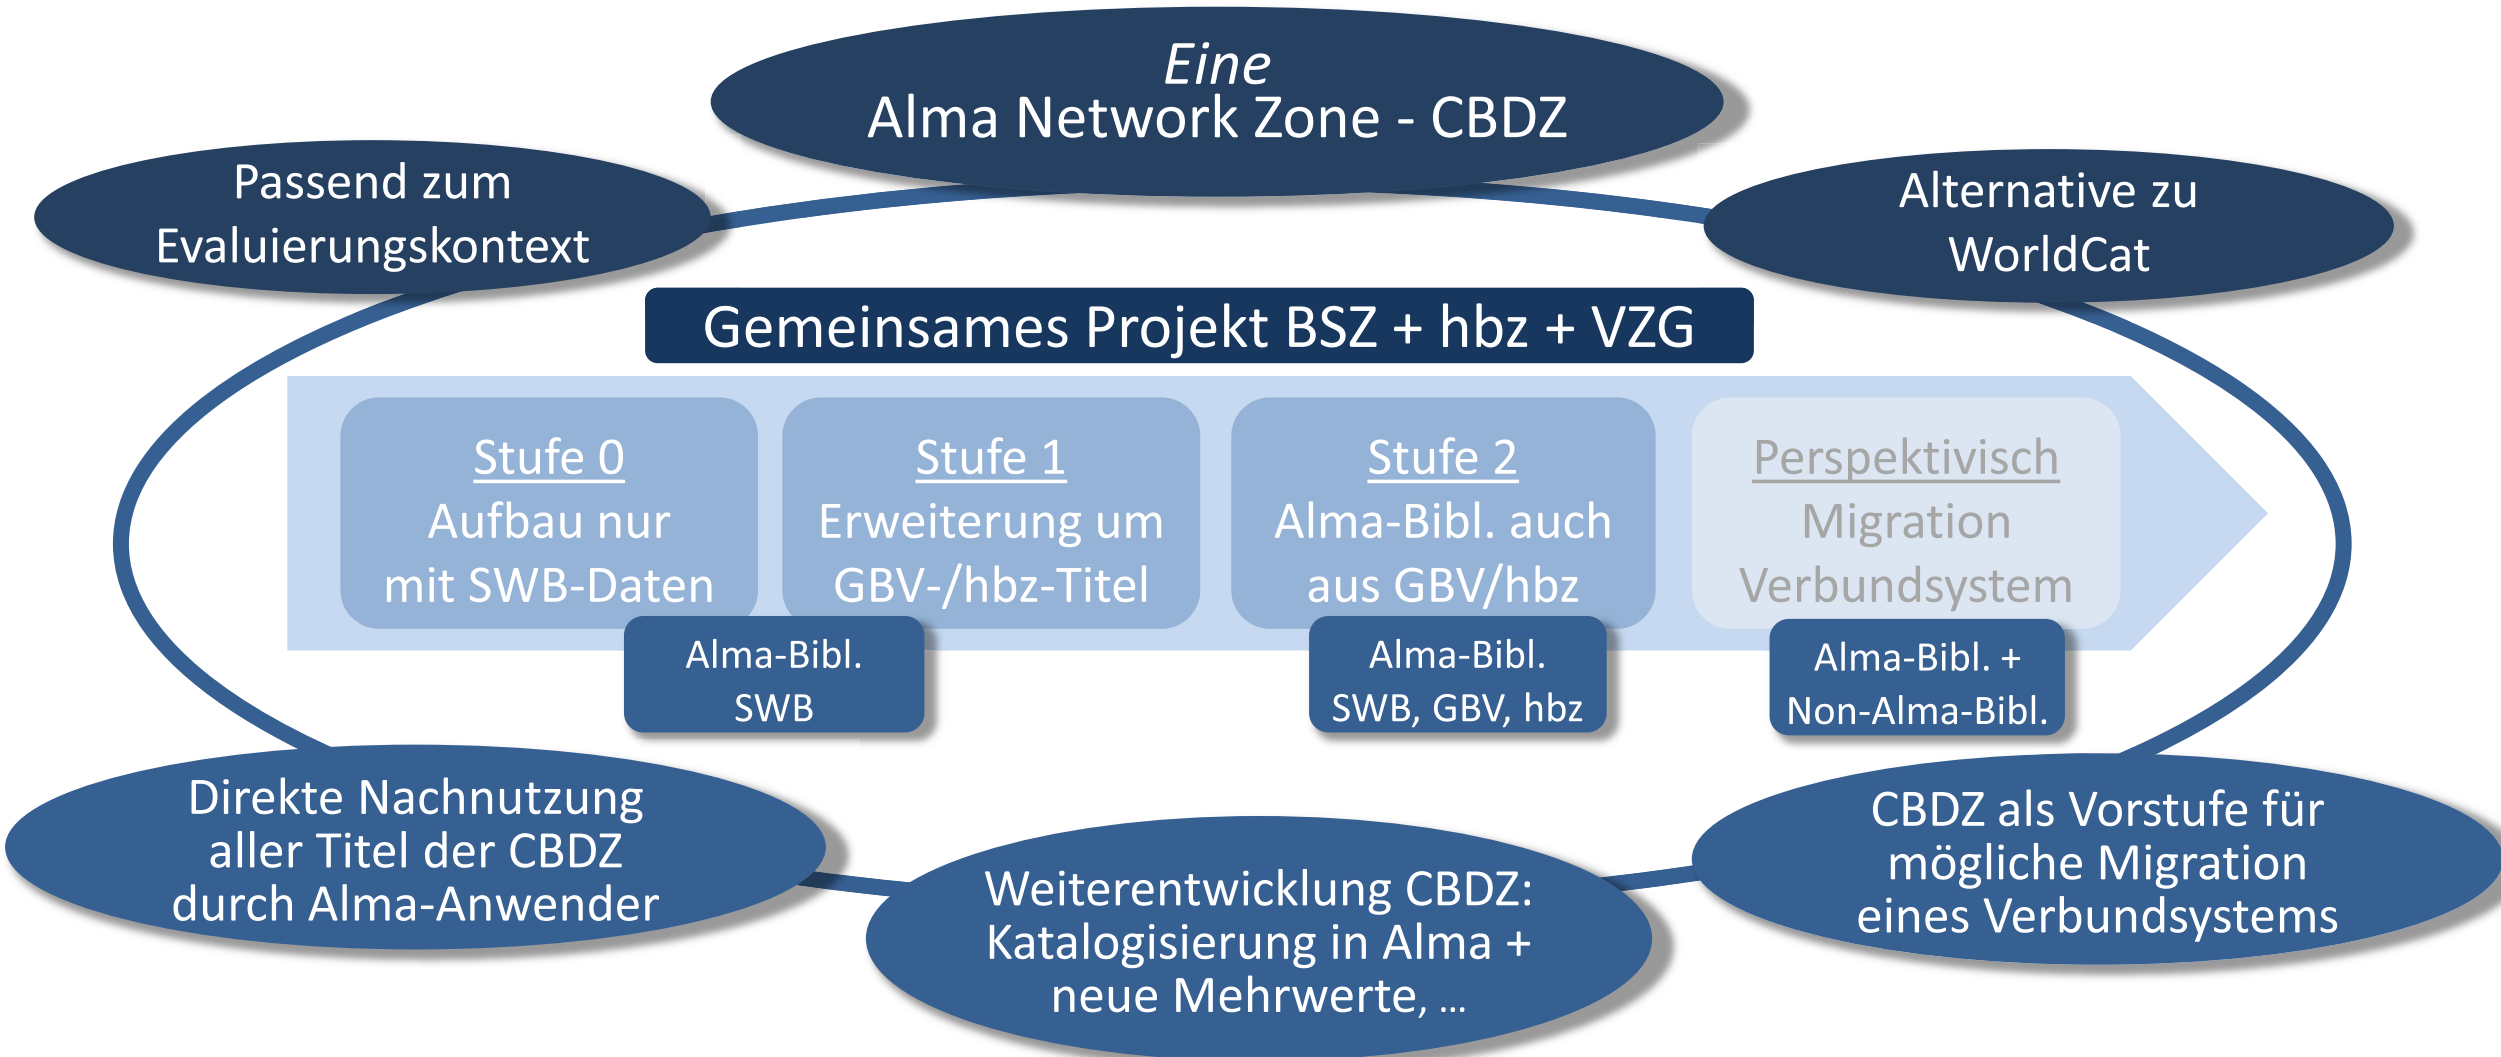 Eine
Alma Network Zone - CBDZ
Passend zum
Evaluierungskontext
Alternative zu
WorldCat
Gemeinsames Projekt BSZ + hbz + VZG
Stufe 0
Aufbau nur
mit SWB-Daten
Stufe 1
Erweiterung um
GBV-/hbz-Titel
Stufe 2
Alma-Bibl. auch
aus GBV/hbz
Perspektivisch
Migration
Verbundsystem
Alma-Bibl.
SWB
Alma-Bibl.
SWB, GBV, hbz
Alma-Bibl. +
Non-Alma-Bibl.
Direkte Nachnutzung
aller Titel der CBDZ
durch Alma-Anwender
Weiterentwicklung CBDZ:
Katalogisierung in Alma +
neue Mehrwerte, ...
CBDZ als Vorstufe für
mögliche Migration
eines Verbundsystems